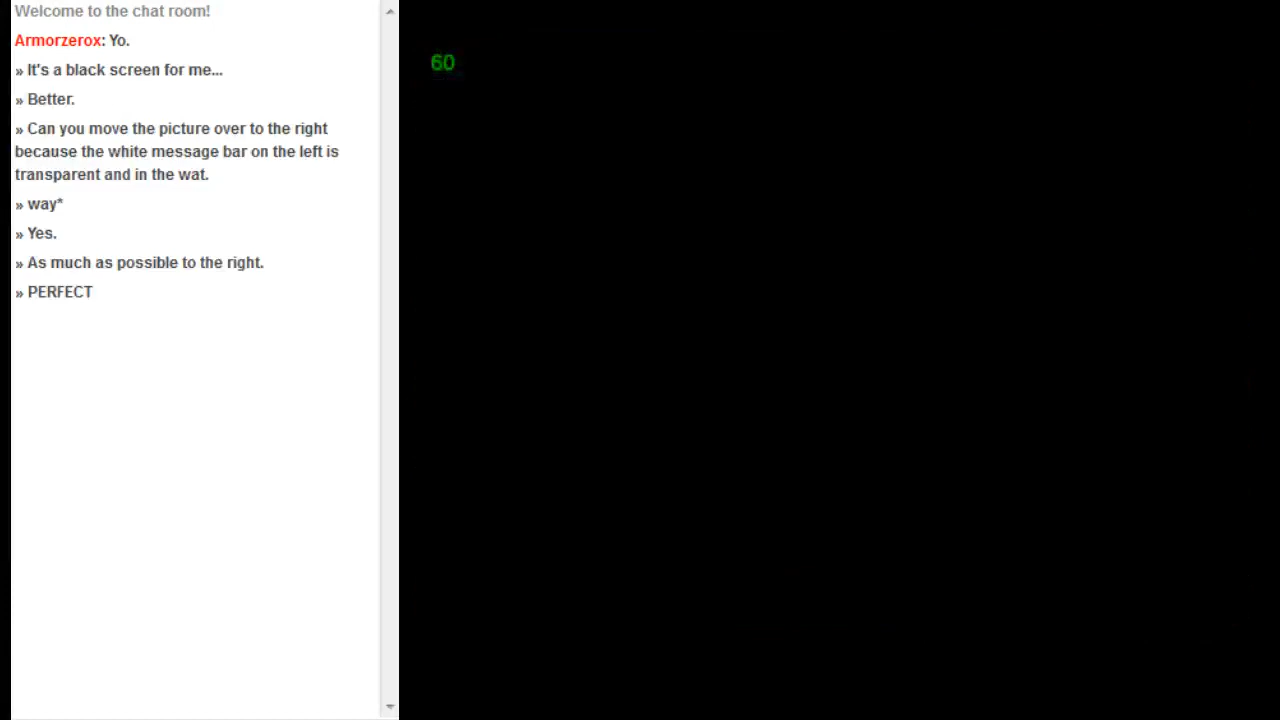 Welcome to the chat room!
Armorzerox: Yo.
» It's a black screen for me...
» Better.
» Can you move the picture over to the right
because the white message bar on the left is
transparent and in the wat.
» way*
» Yes.
» As much as possible to the right.
» PERFECT
60